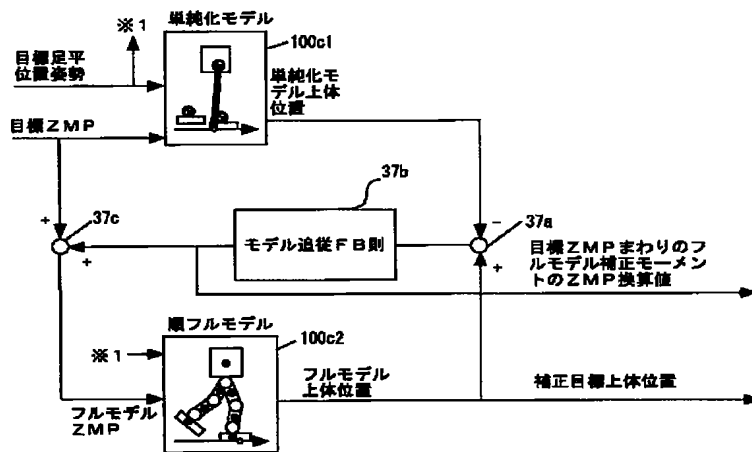 単純化モデル
※1
100c1
目標足平
位置姿勢
単純化モ
デル上体
位置
目標ZMP
37b
37c
+
-
37a
モデル追従FB則
+
+
目標ZMPまわりのフ
ルモデル補正モーメン
トのZMP換算値
順フルモデル
100c2
※1
フルモデル
上体位置
補正目標上体位置
フルモデル
ZMP